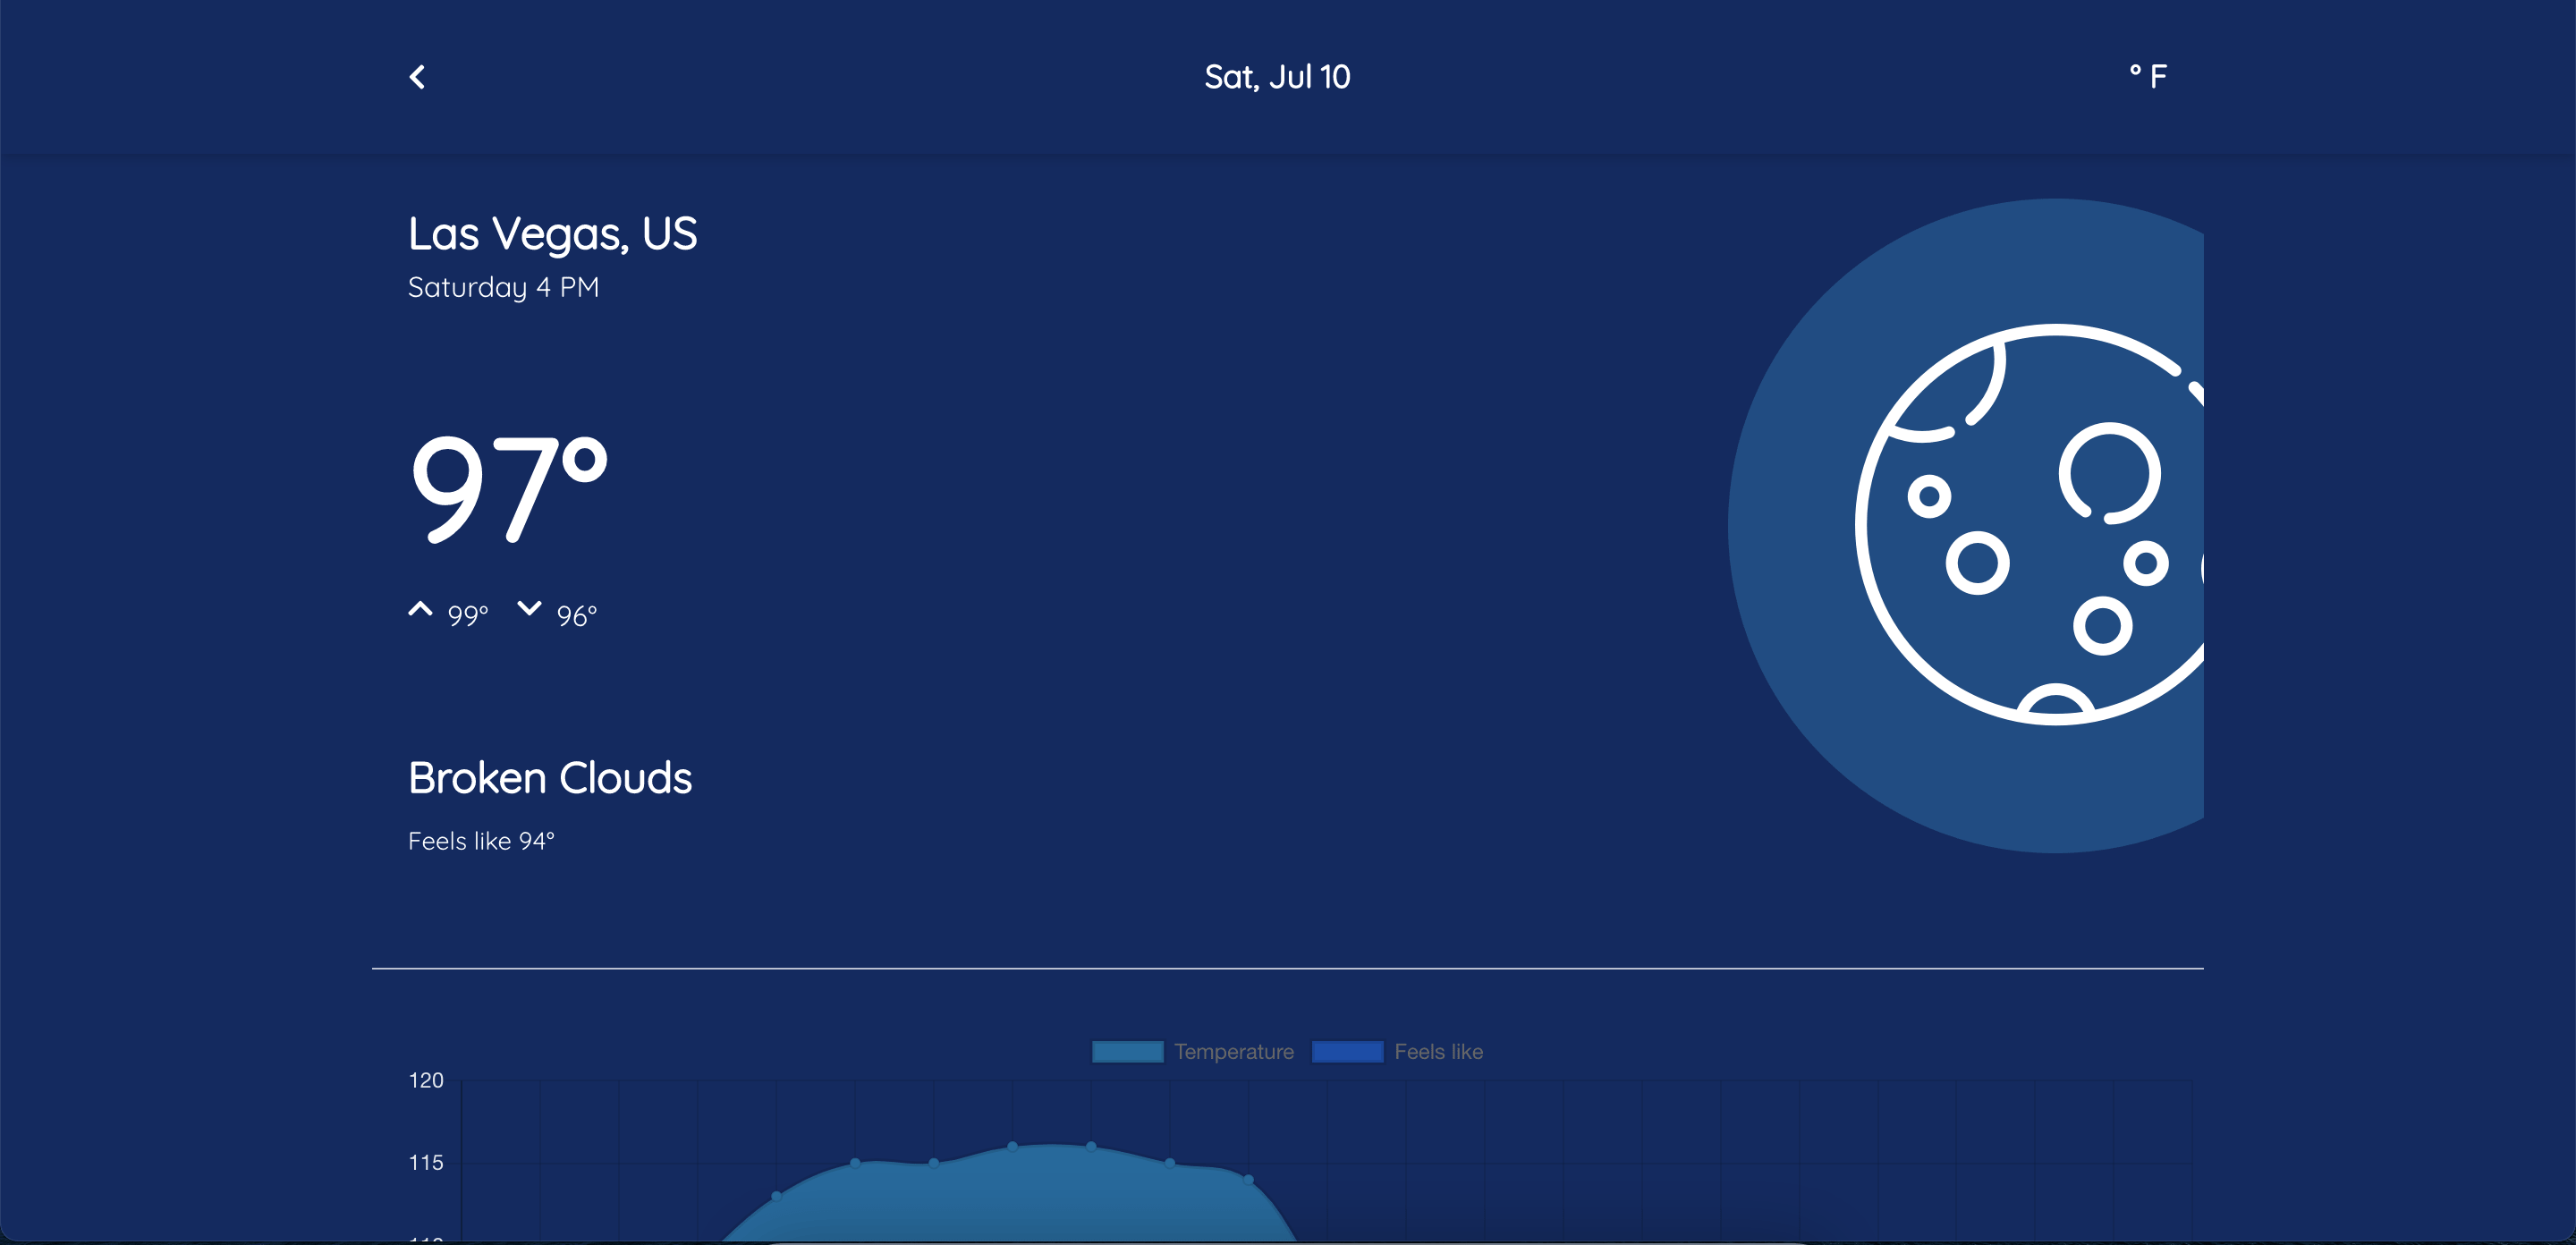 Sat, Jul 10
° F
Las Vegas, US
Saturday 4 PM
97°
99° 96°
Broken Clouds
Feels like 94°
Temperature Feels like
120
115